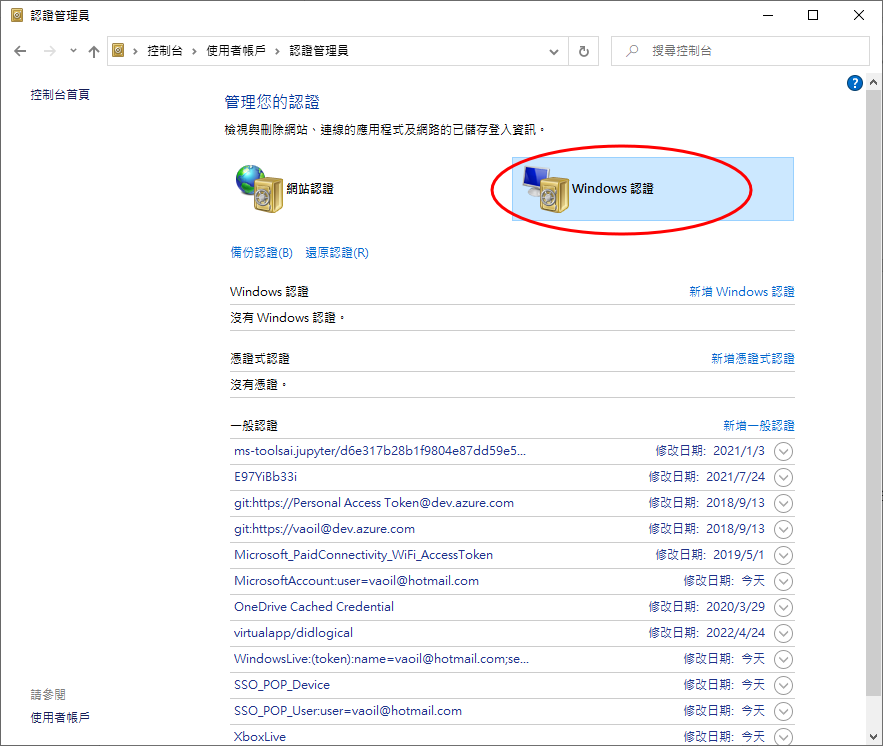 認證管理員
控制台 › 使用者帳戶 › 認證管理員
搜尋控制台
控制台首頁
管理您的認證
檢視與刪除網站、連線的應用程式及網路的已儲存登入資訊。
網站認證
Windows 認證
備份認證(B) 還原認證(R)
Windows 認證 新增 Windows 認證
沒有 Windows 認證。
憑證式認證 新增憑證式認證
沒有憑證。
一般認證 新增一般認證
ms-toolsai.jupyter/d6e317b28b1f9804e87dd59e5... 修改日期: 2021/1/3
E97YiBb33i 修改日期: 2021/7/24
git:https://Personal Access Token@dev.azure.com 修改日期: 2018/9/13
git:https://vaoil@dev.azure.com 修改日期: 2018/9/13
Microsoft_PaidConnectivity_WiFi_AccessToken 修改日期: 2019/5/1
MicrosoftAccount:user=vaoil@hotmail.com 修改日期: 今天
OneDrive Cached Credential 修改日期: 2020/3/29
virtualapp/didlogical 修改日期: 2022/4/24
WindowsLive:(token):name=vaoil@hotmail.com;se... 修改日期: 今天
SSO_POP_Device 修改日期: 今天
SSO_POP_User:user=vaoil@hotmail.com 修改日期: 今天
XboxLive 修改日期: 今天
請參閱
使用者帳戶